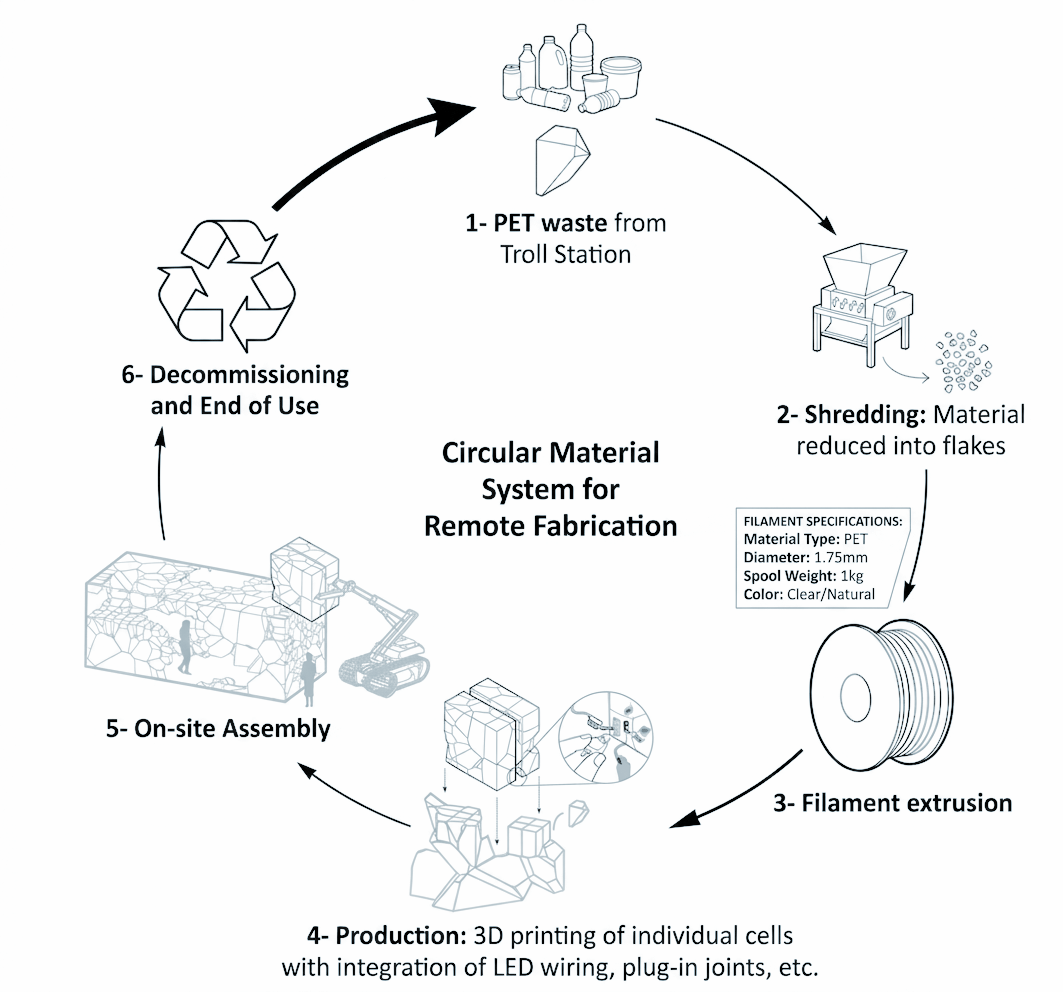 1- PET waste from
Troll Station
2- Shredding: Material
reduced into flakes
FILAMENT SPECIFICATIONS:
Material Type: PET
Diameter: 1.75mm
Spool Weight: 1kg
Color: Clear/Natural
3- Filament extrusion
4- Production: 3D printing of individual cells
with integration of LED wiring, plug-in joints, etc.
5- On-site Assembly
6- Decommissioning
and End of Use
Circular Material
System for
Remote Fabrication